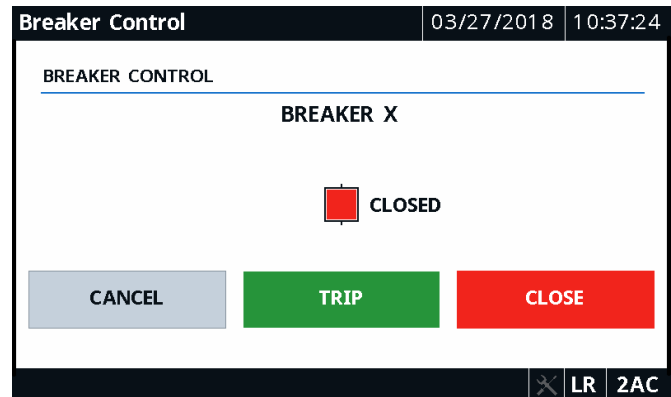 Breaker Control 03/27/2018 10:37:24
BREAKER CONTROL
BREAKER X
CLOSED
CANCEL TRIP CLOSE
LR 2AC